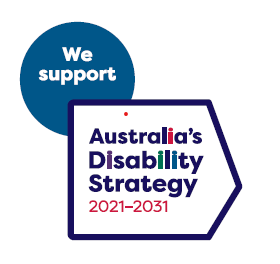 We
support
Australia's
Disability
Strategy
2021–2031